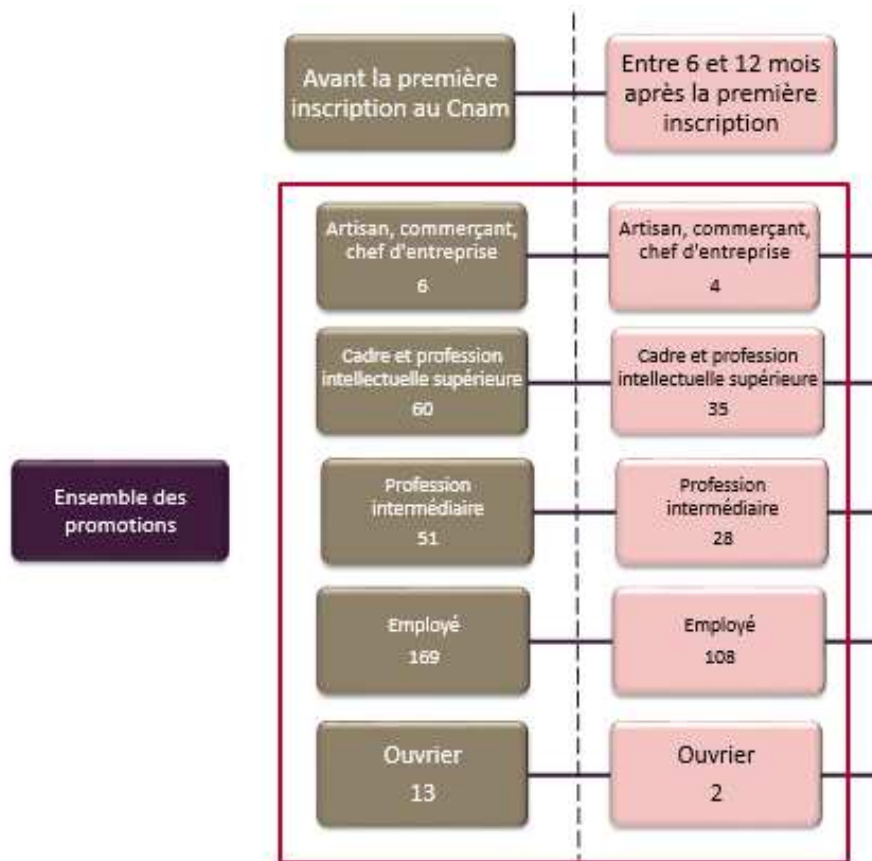 Avant la première
inscription au Cnam
Entre 6 et 12 mois
après la première
inscription
Artisan, commerçant,
chef d'entreprise
6
Artisan, commerçant,
chef d'entreprise
4
Cadre et profession
intellectuelle supérieure
60
Cadre et profession
intellectuelle supérieure
35
Ensemble des
promotions
Profession
intermédiaire
51
Profession
intermédiaire
28
Employé
169
Employé
108
Ouvrier
13
Ouvrier
2